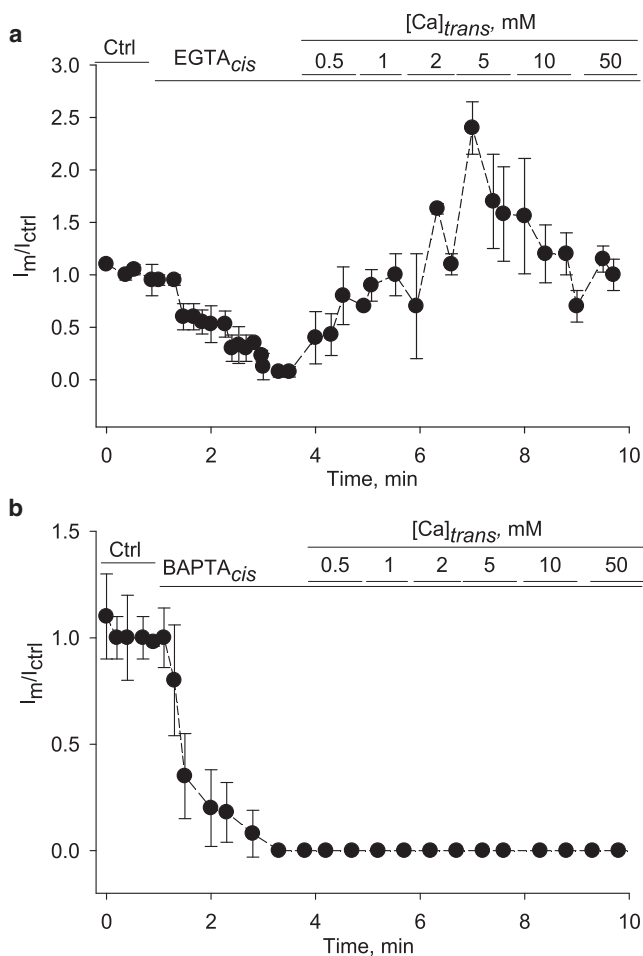 a
[Ca]trans, mM
Ctrl
EGTAcis
0.5 1 2 5 10 50
3.0
2.5
2.0
1.5
1.0
0.5
0.0
Im/Ictrl
0 2 4 6 8 10
Time, min
b
[Ca]trans, mM
Ctrl
BAPTAcis
0.5 1 2 5 10 50
1.5
1.0
0.5
0.0
Im/Ictrl
0 2 4 6 8 10
Time, min